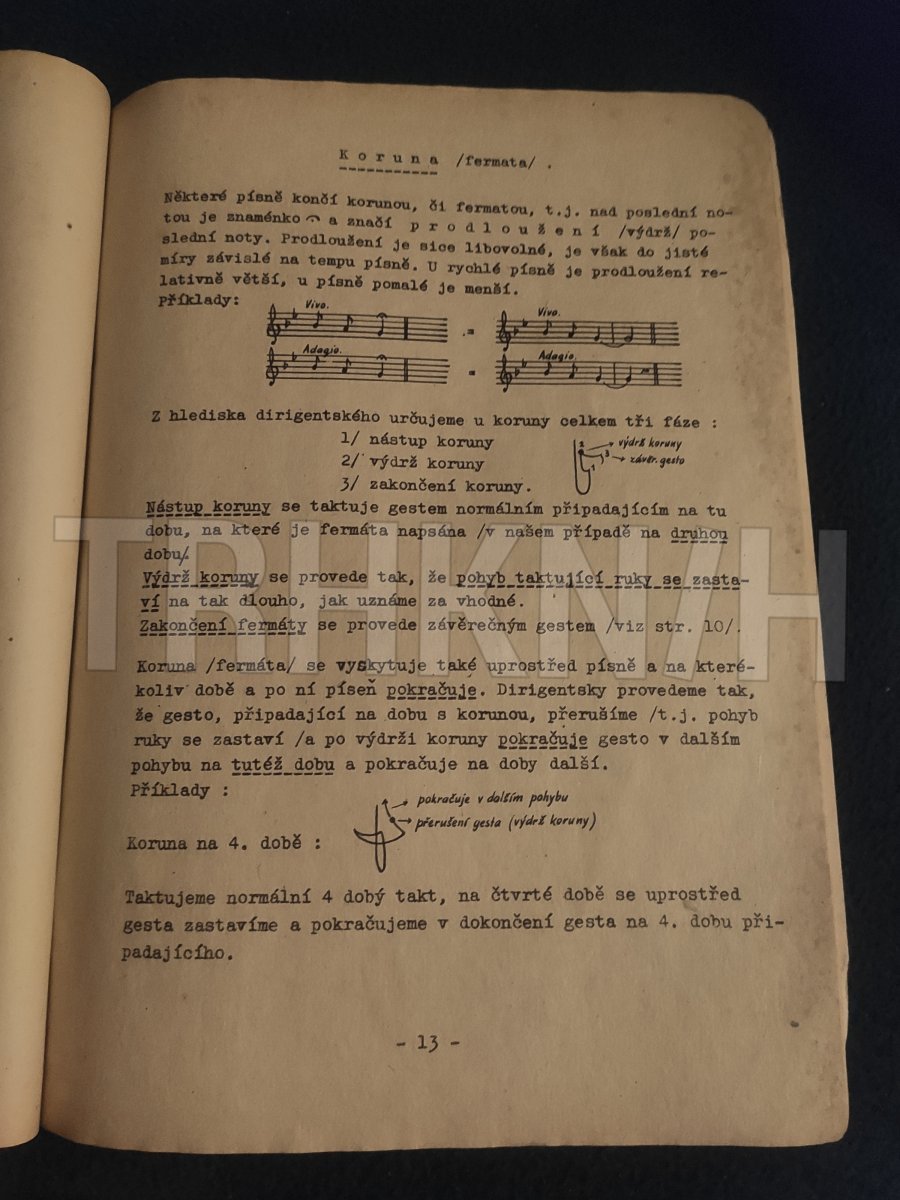 K o r u n a /fermata/ .
Některé písně končí korunou, či fermatou, t.j. nad poslední no-
tou je znaménko 𝄐 a značí p r o d l o u ž e n í /výdrž/ po-
slední noty. Prodloužení je sice libovolné, je však do jisté
míry závislé na tempu písně. U rychlé písně je prodloužení re-
lativně větší, u písně pomalé je menší.
Příklady:
Vivo. = Vivo.
Adagio. = Adagio.
Z hlediska dirigentského určujeme u koruny celkem tři fáze :
1/ nástup koruny
2/ výdrž koruny
3/ zakončení koruny.
2 výdrž koruny
3 závěr. gesto
1
Nástup koruny se taktuje gestem normálním připadajícím na tu
dobu, na které je fermáta napsána /v našem případě na druhou
dobu/.
Výdrž koruny se provede tak, že pohyb taktující ruky se zasta-
ví na tak dlouho, jak uznáme za vhodné.
Zakončení fermáty se provede závěrečným gestem /viz str. 10/.
Koruna /fermáta/ se vyskytuje také uprostřed písně a na které-
koliv době a po ní píseň pokračuje. Dirigentsky provedeme tak,
že gesto, připadající na dobu s korunou, přerušíme /t.j. pohyb
ruky se zastaví /a po výdrži koruny pokračuje gesto v dalším
pohybu na tutéž dobu a pokračuje na doby další.
Příklady :
pokračuje v dalším pohybu
přerušení gesta (výdrž koruny)
Koruna na 4. době :
Taktujeme normální 4 dobý takt, na čtvrté době se uprostřed
gesta zastavíme a pokračujeme v dokončení gesta na 4. dobu při-
padajícího.
- 13 -
TRHKNVH